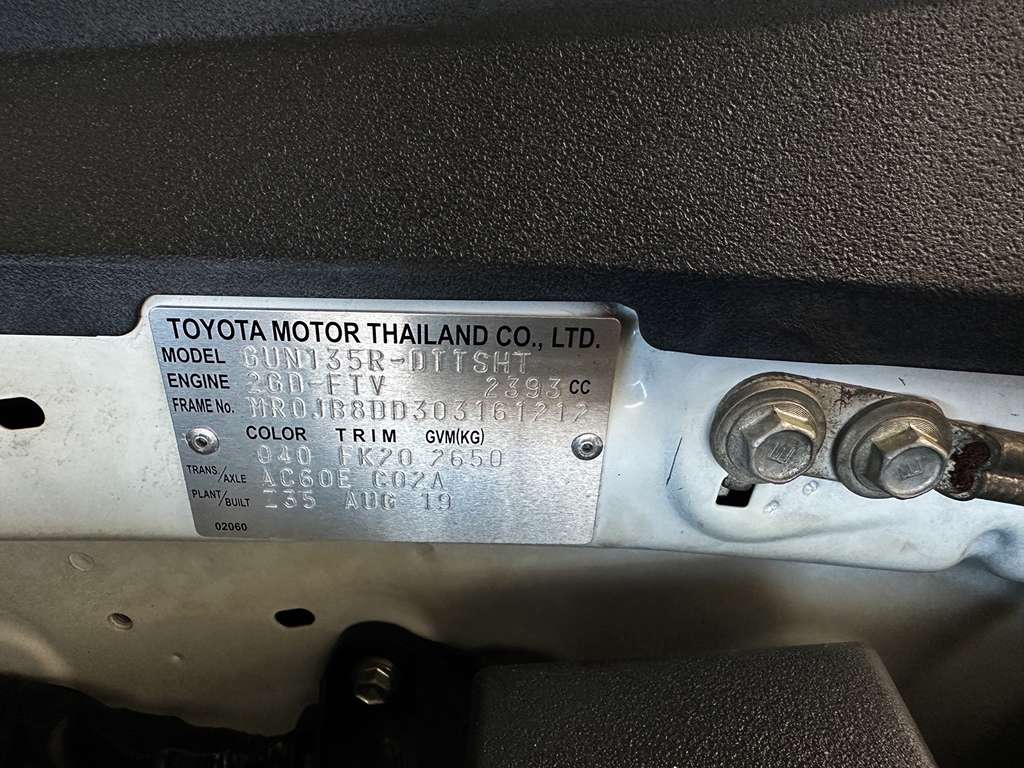 TOYOTA MOTOR THAILAND CO., LTD.
MODEL GUN135R-DTTSHT
ENGINE 2GD-FTV 2393 CC
FRAME No. MR0JB8DD303161212
COLOR TRIM GVM(KG)
040 FK20 2650
TRANS./AXLE AC60E C02A
PLANT/BUILT Z35 AUG 19
02060